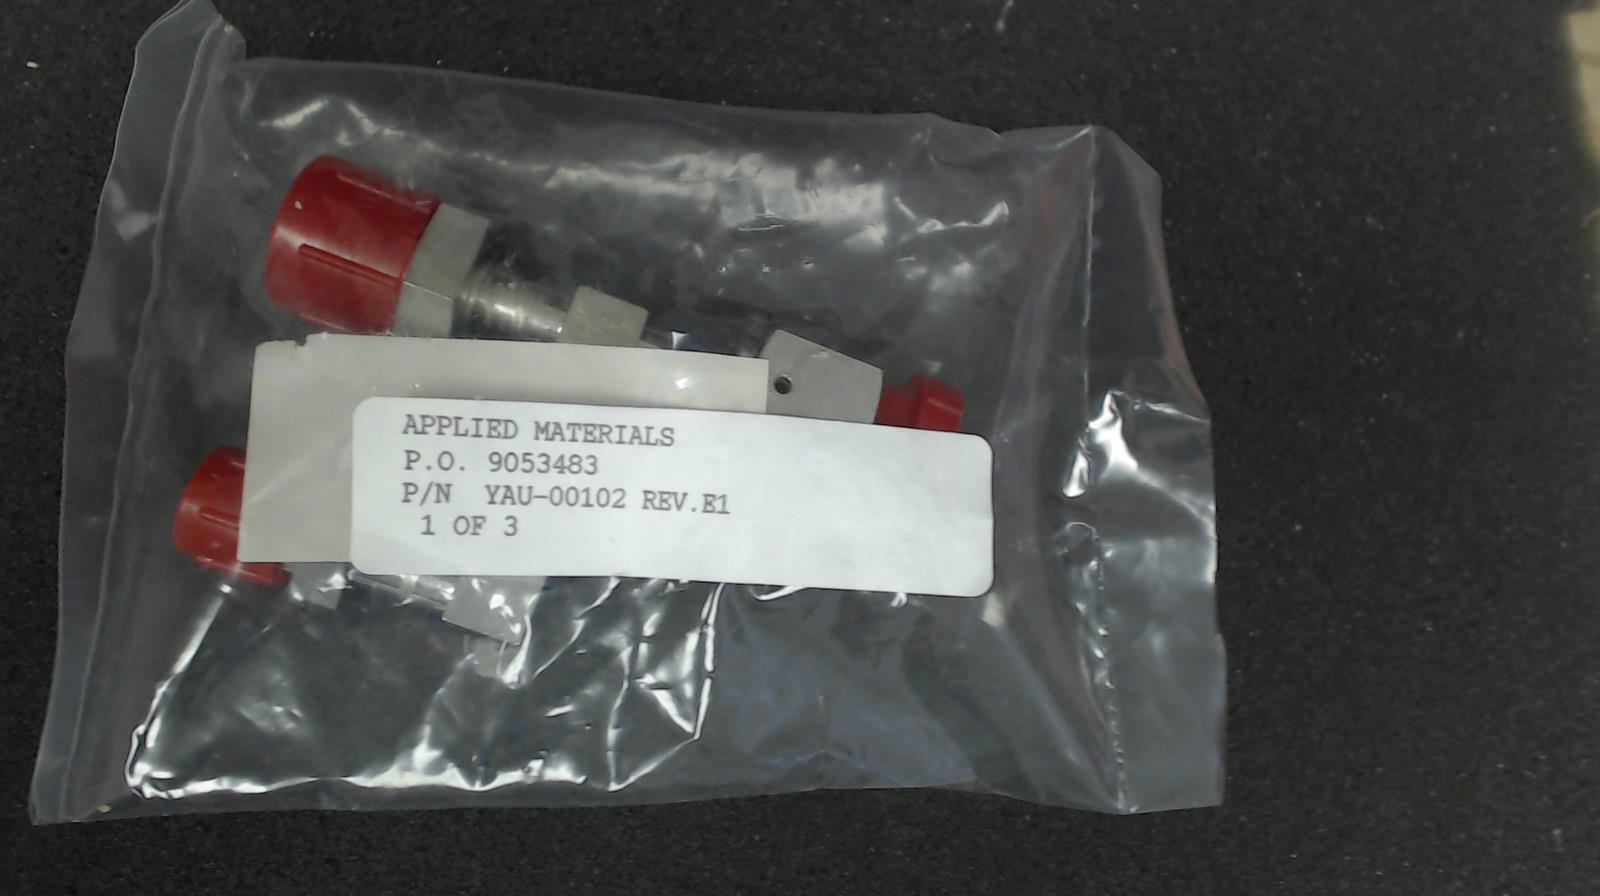 APPLIED MATERIALS
P.O. 9053483
P/N YAU-00102 REV.E1
1 OF 3